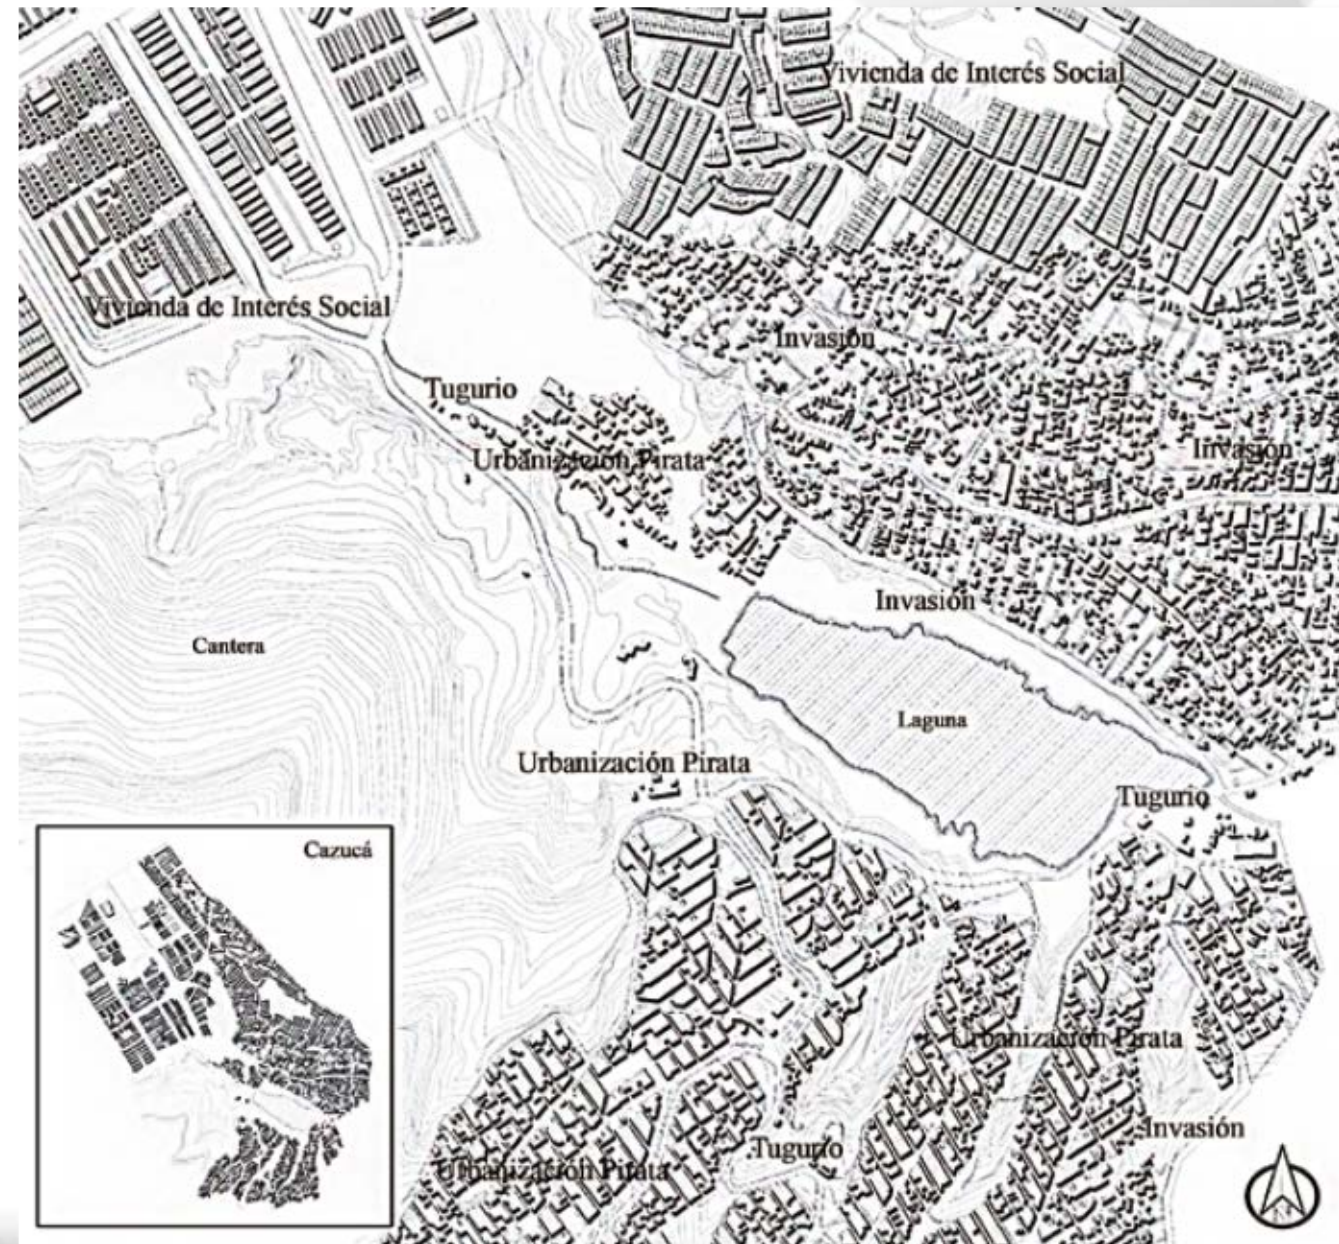 Vivienda de Interés Social
Vivienda de Interés Social
Invasión
Tugurio
Invasión
Urbanización Pirata
Invasión
Cantera
Laguna
Urbanización Pirata
Tugurio
Cazucá
Urbanización Pirata
Invasión
Tugurio
Urbanización Pirata